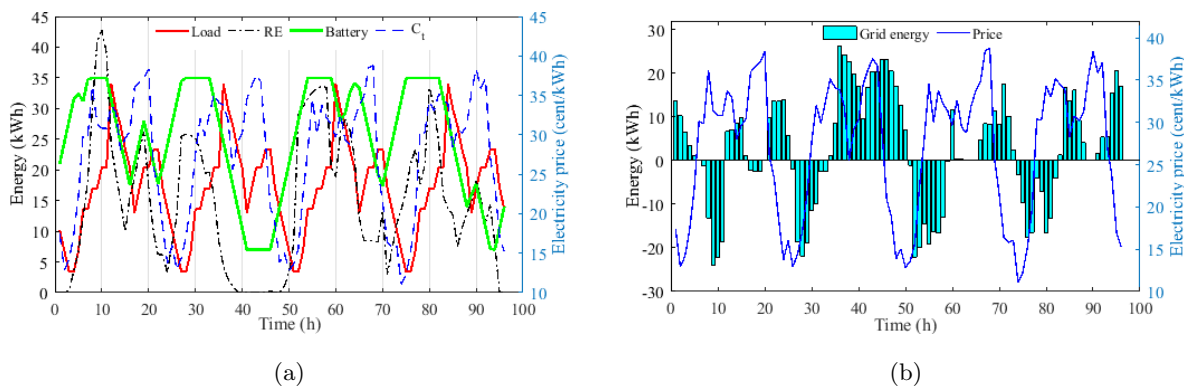 Load RE Battery C_t
Energy (kWh)
45
40
35
30
25
20
15
10
5
0
0 10 20 30 40 50 60 70 80 90 100
Time (h)
45
40
35
30
25
20
15
10
Electricity price (cent/kWh)
(a)
Grid energy Price
Energy (kWh)
30
20
10
0
-10
-20
-30
0 10 20 30 40 50 60 70 80 90 100
Time (h)
40
35
30
25
20
15
10
Electricity price (cent/kWh)
(b)